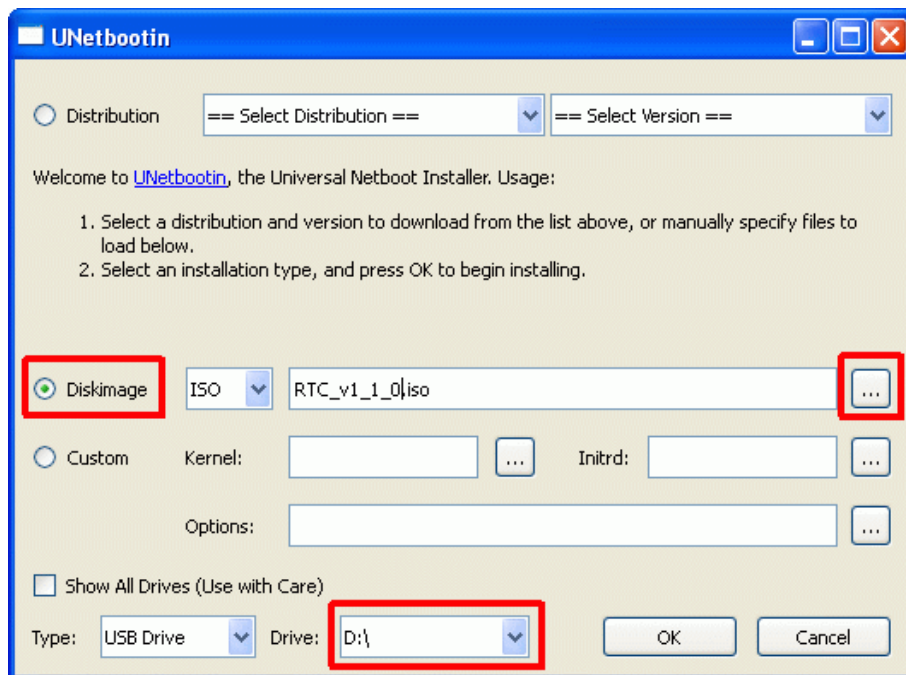 UNetbootin
Distribution == Select Distribution == == Select Version ==
Welcome to UNetbootin, the Universal Netboot Installer. Usage:
1. Select a distribution and version to download from the list above, or manually specify files to
load below.
2. Select an installation type, and press OK to begin installing.
Diskimage ISO RTC_v1_1_0.iso ...
Custom Kernel: ... Initrd: ...
Options: ...
Show All Drives (Use with Care)
Type: USB Drive Drive: D:\ OK Cancel